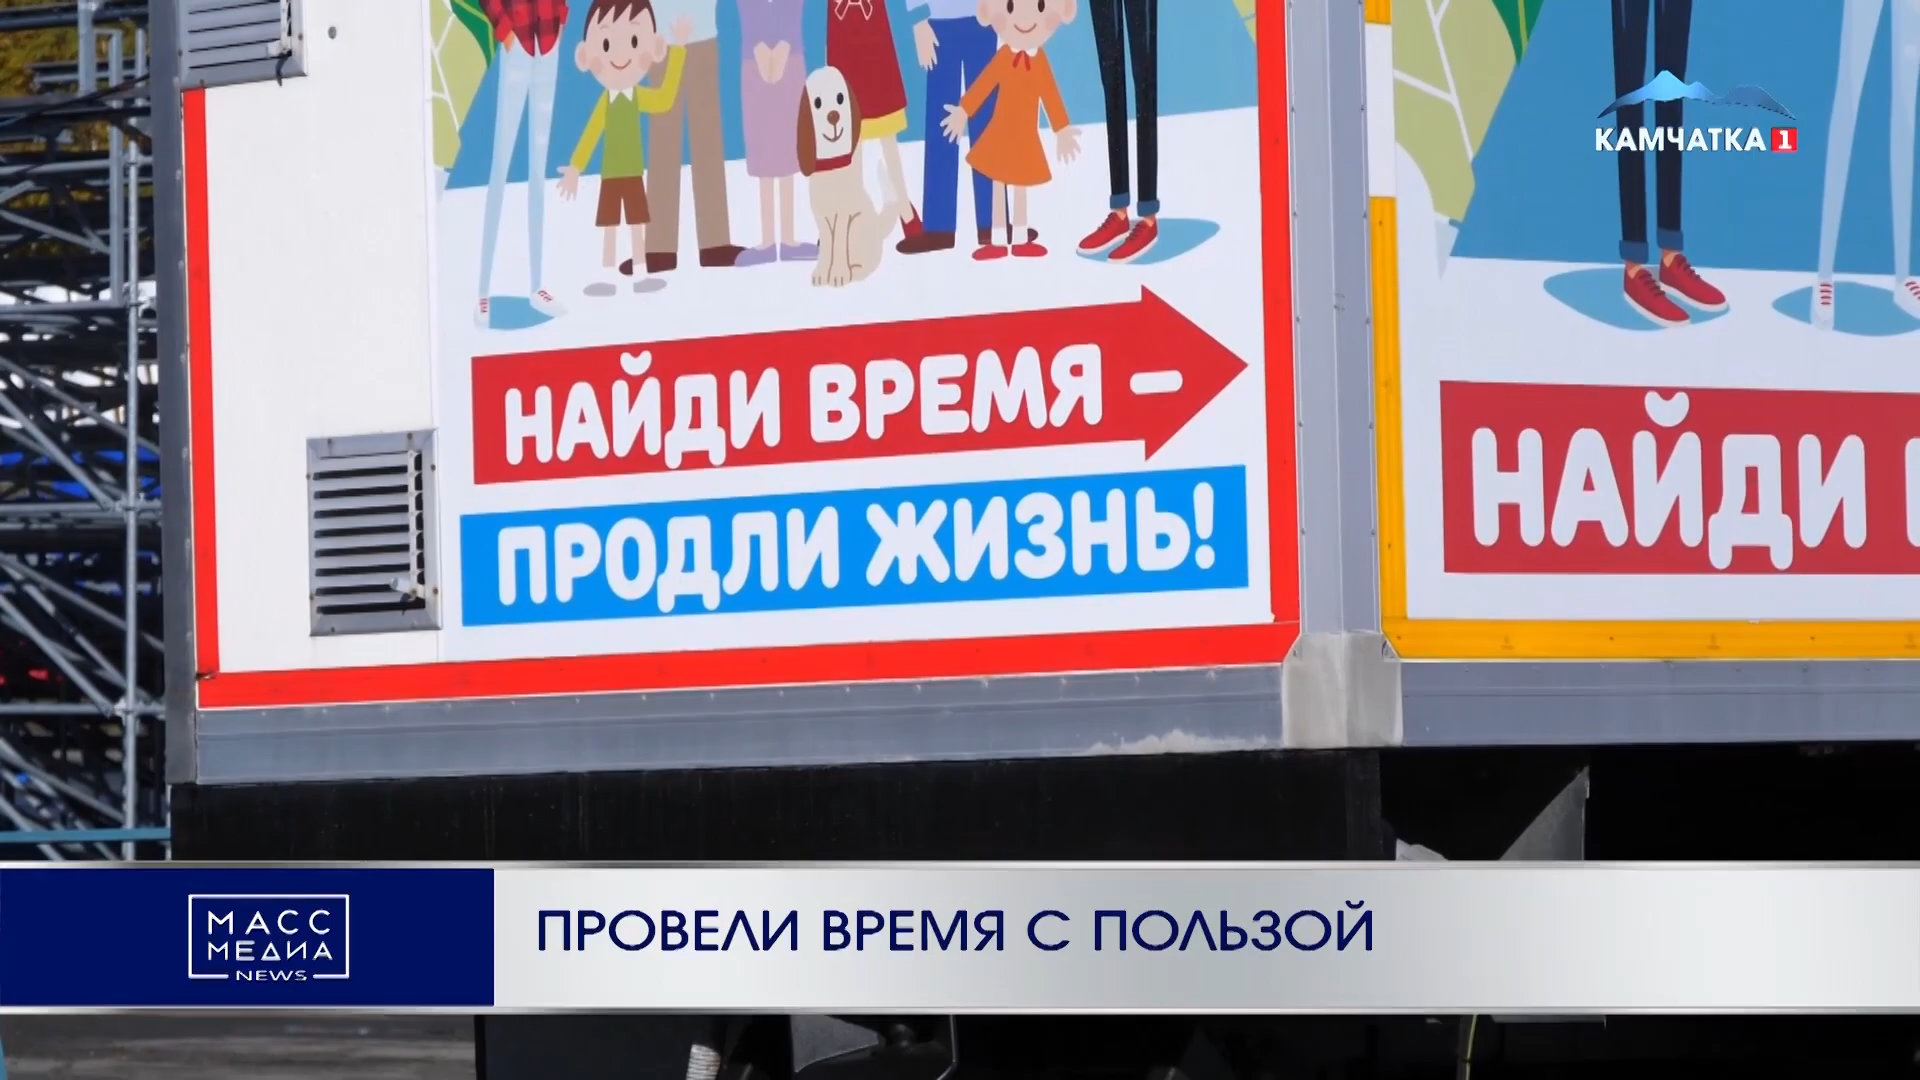 КАМЧАТКА 1
НАЙДИ ВРЕМЯ –
ПРОДЛИ ЖИЗНЬ!
НАЙДИ
МАСС
МЕДИА
NEWS
ПРОВЕЛИ ВРЕМЯ С ПОЛЬЗОЙ